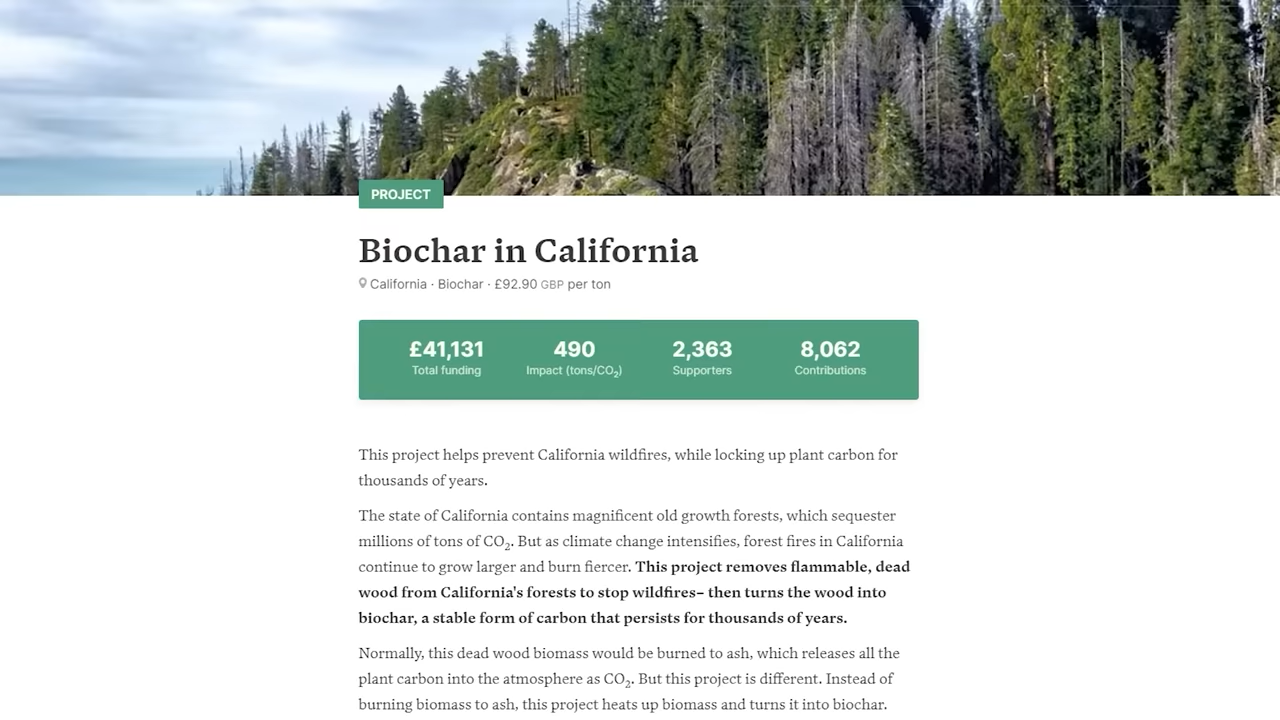 PROJECT
Biochar in California
California · Biochar · £92.90 GBP per ton
£41,131 490 2,363 8,062
Total funding Impact (tons/CO₂) Supporters Contributions
This project helps prevent California wildfires, while locking up plant carbon for
thousands of years.
The state of California contains magnificent old growth forests, which sequester
millions of tons of CO₂. But as climate change intensifies, forest fires in California
continue to grow larger and burn fiercer. This project removes flammable, dead
wood from California's forests to stop wildfires– then turns the wood into
biochar, a stable form of carbon that persists for thousands of years.
Normally, this dead wood biomass would be burned to ash, which releases all the
plant carbon into the atmosphere as CO₂. But this project is different. Instead of
burning biomass to ash, this project heats up biomass and turns it into biochar.